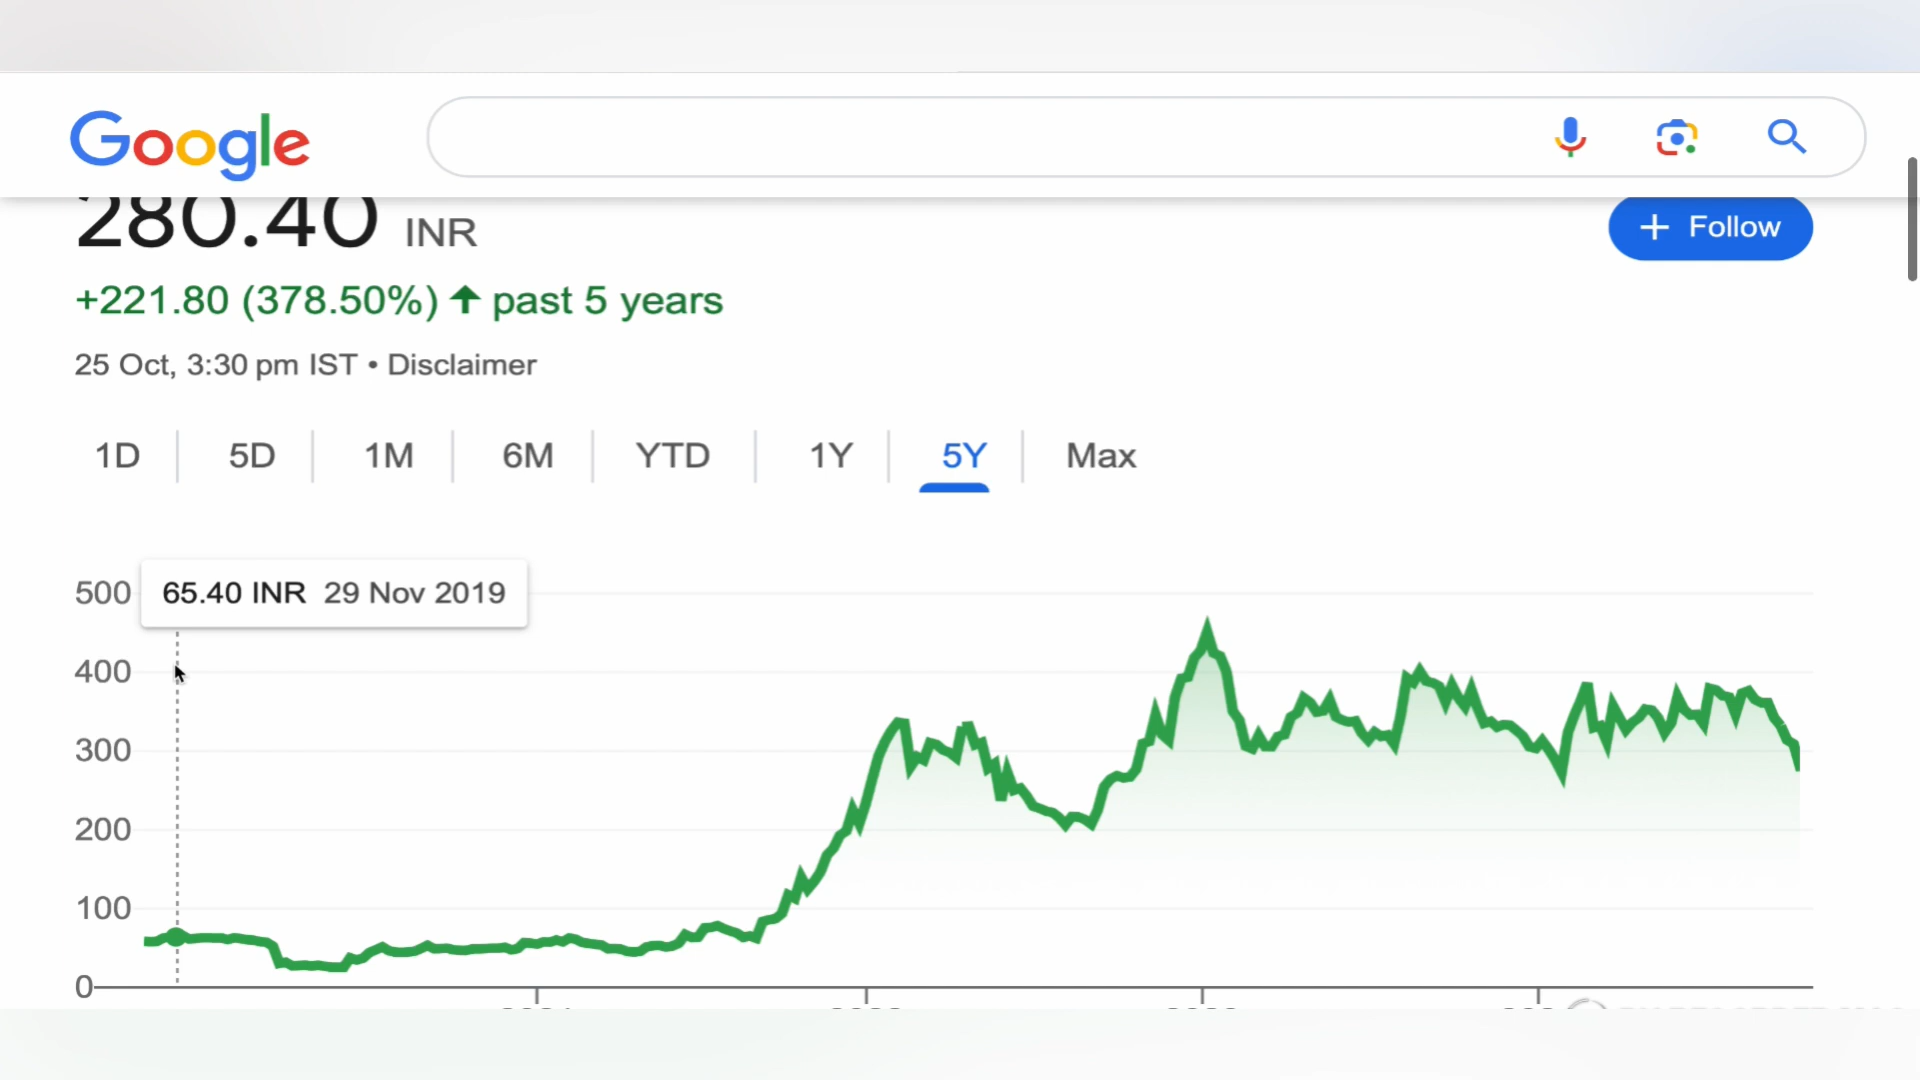 Google
280.40 INR
+ Follow
+221.80 (378.50%) ↑ past 5 years
25 Oct, 3:30 pm IST • Disclaimer
1D 5D 1M 6M YTD 1Y 5Y Max
65.40 INR 29 Nov 2019
500
400
300
200
100
0